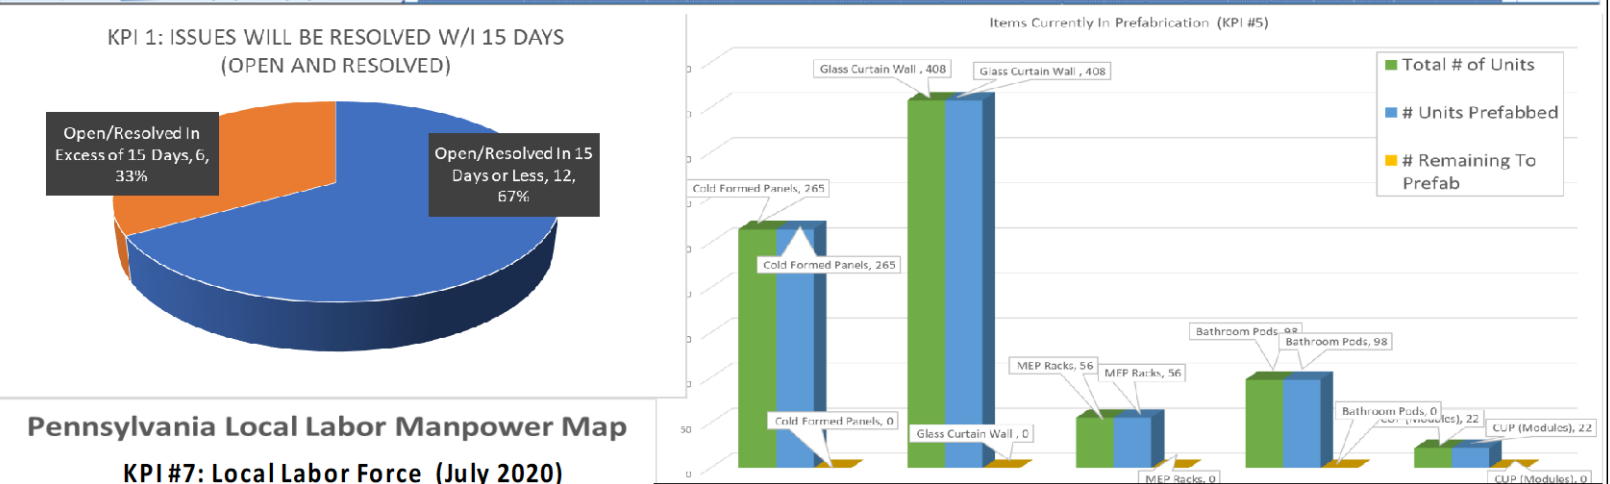 KPI 1: ISSUES WILL BE RESOLVED W/I 15 DAYS
(OPEN AND RESOLVED)
Open/Resolved In
Excess of 15 Days, 6,
33%
Open/Resolved In 15
Days or Less, 12,
67%
Pennsylvania Local Labor Manpower Map
KPI #7: Local Labor Force (July 2020)
Items Currently In Prefabrication (KPI #5)
Total # of Units
# Units Prefabbed
# Remaining To
Prefab
Glass Curtain Wall , 408
Glass Curtain Wall , 408
Cold Formed Panels, 265
Cold Formed Panels, 265
Bathroom Pods, 98
Bathroom Pods, 98
MEP Racks, 56
MEP Racks, 56
Cold Formed Panels, 0
Glass Curtain Wall , 0
Bathroom Pods, 0
CUP (Modules), 22
CUP (Modules), 22
MEP Racks, 0
CUP (Modules), 0
50
0